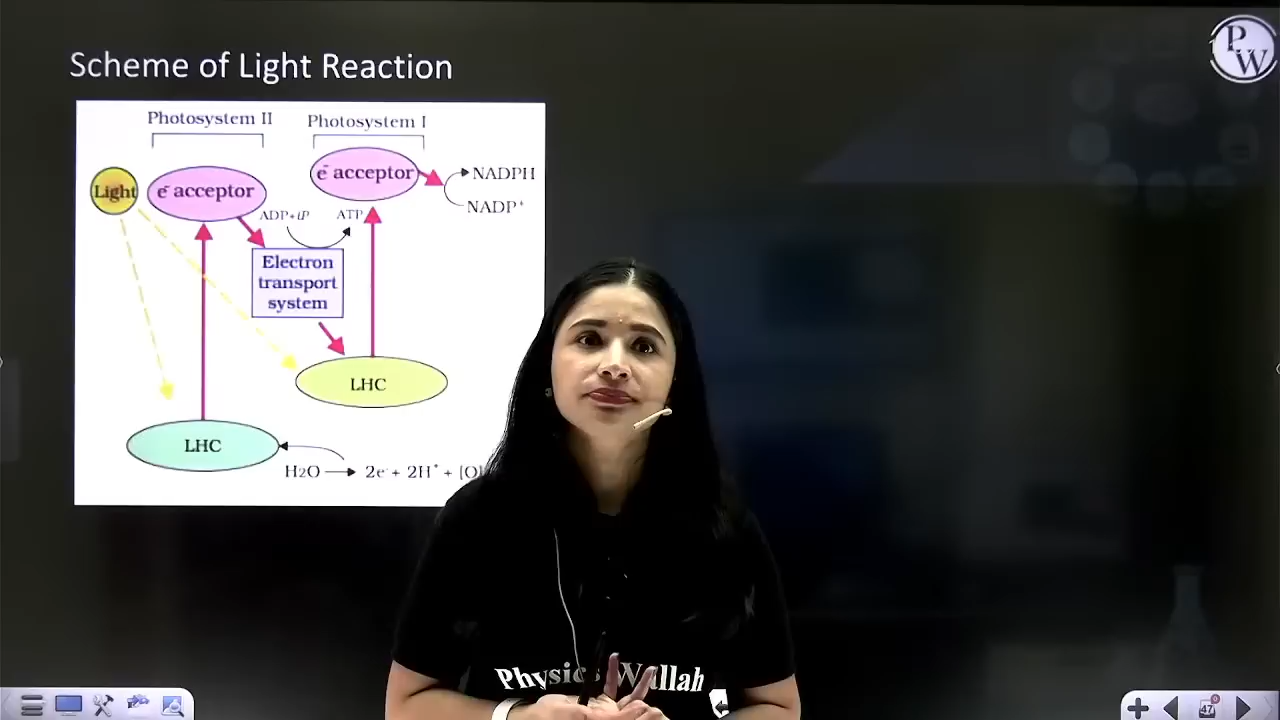 Scheme of Light Reaction
P
W
Photosystem II
Photosystem I
Light
e⁻ acceptor
e⁻ acceptor
NADPH
NADP⁺
ADP+iP
ATP
Electron
transport
system
LHC
LHC
H2O → 2e⁻ + 2H⁺ + [O]
Physics Wallah
47